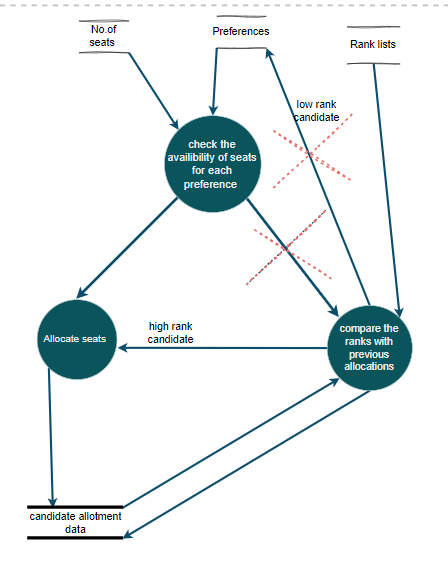 No.of
seats
Preferences
Rank lists
low rank
candidate
check the
availibility of seats
for each
preference
high rank
candidate
Allocate seats
compare the
ranks with
previous
allocations
candidate allotment
data